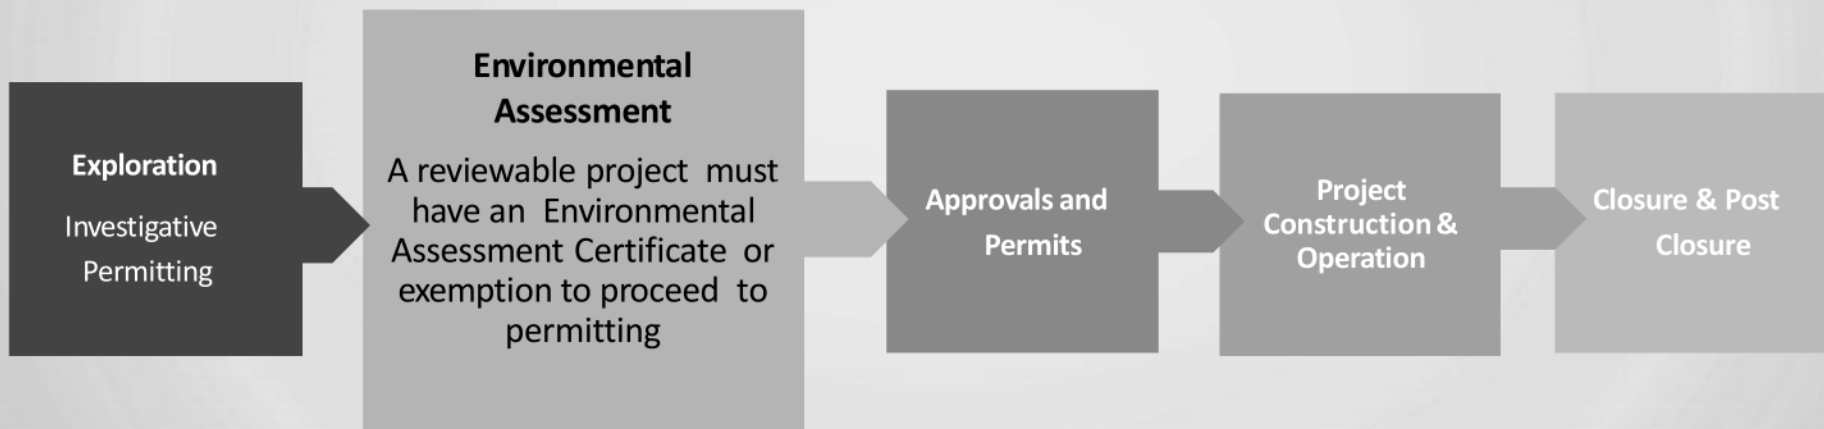 Exploration
Investigative
Permitting
Environmental
Assessment
A reviewable project must
have an Environmental
Assessment Certificate or
exemption to proceed to
permitting
Approvals and
Permits
Project
Construction &
Operation
Closure & Post
Closure